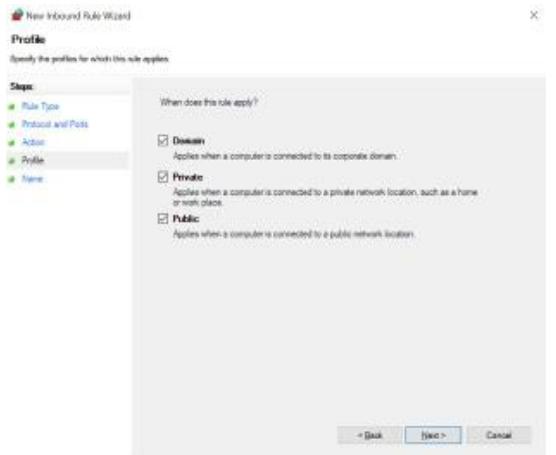 New Inbound Rule Wizard
Profile
Specify the profiles for which this rule applies.
Steps:
Rule Type
Protocol and Ports
Action
Profile
Name
When does this rule apply?
Domain
Applies when a computer is connected to its corporate domain.
Private
Applies when a computer is connected to a private network location, such as a home
or work place.
Public
Applies when a computer is connected to a public network location.
< Back
Next >
Cancel